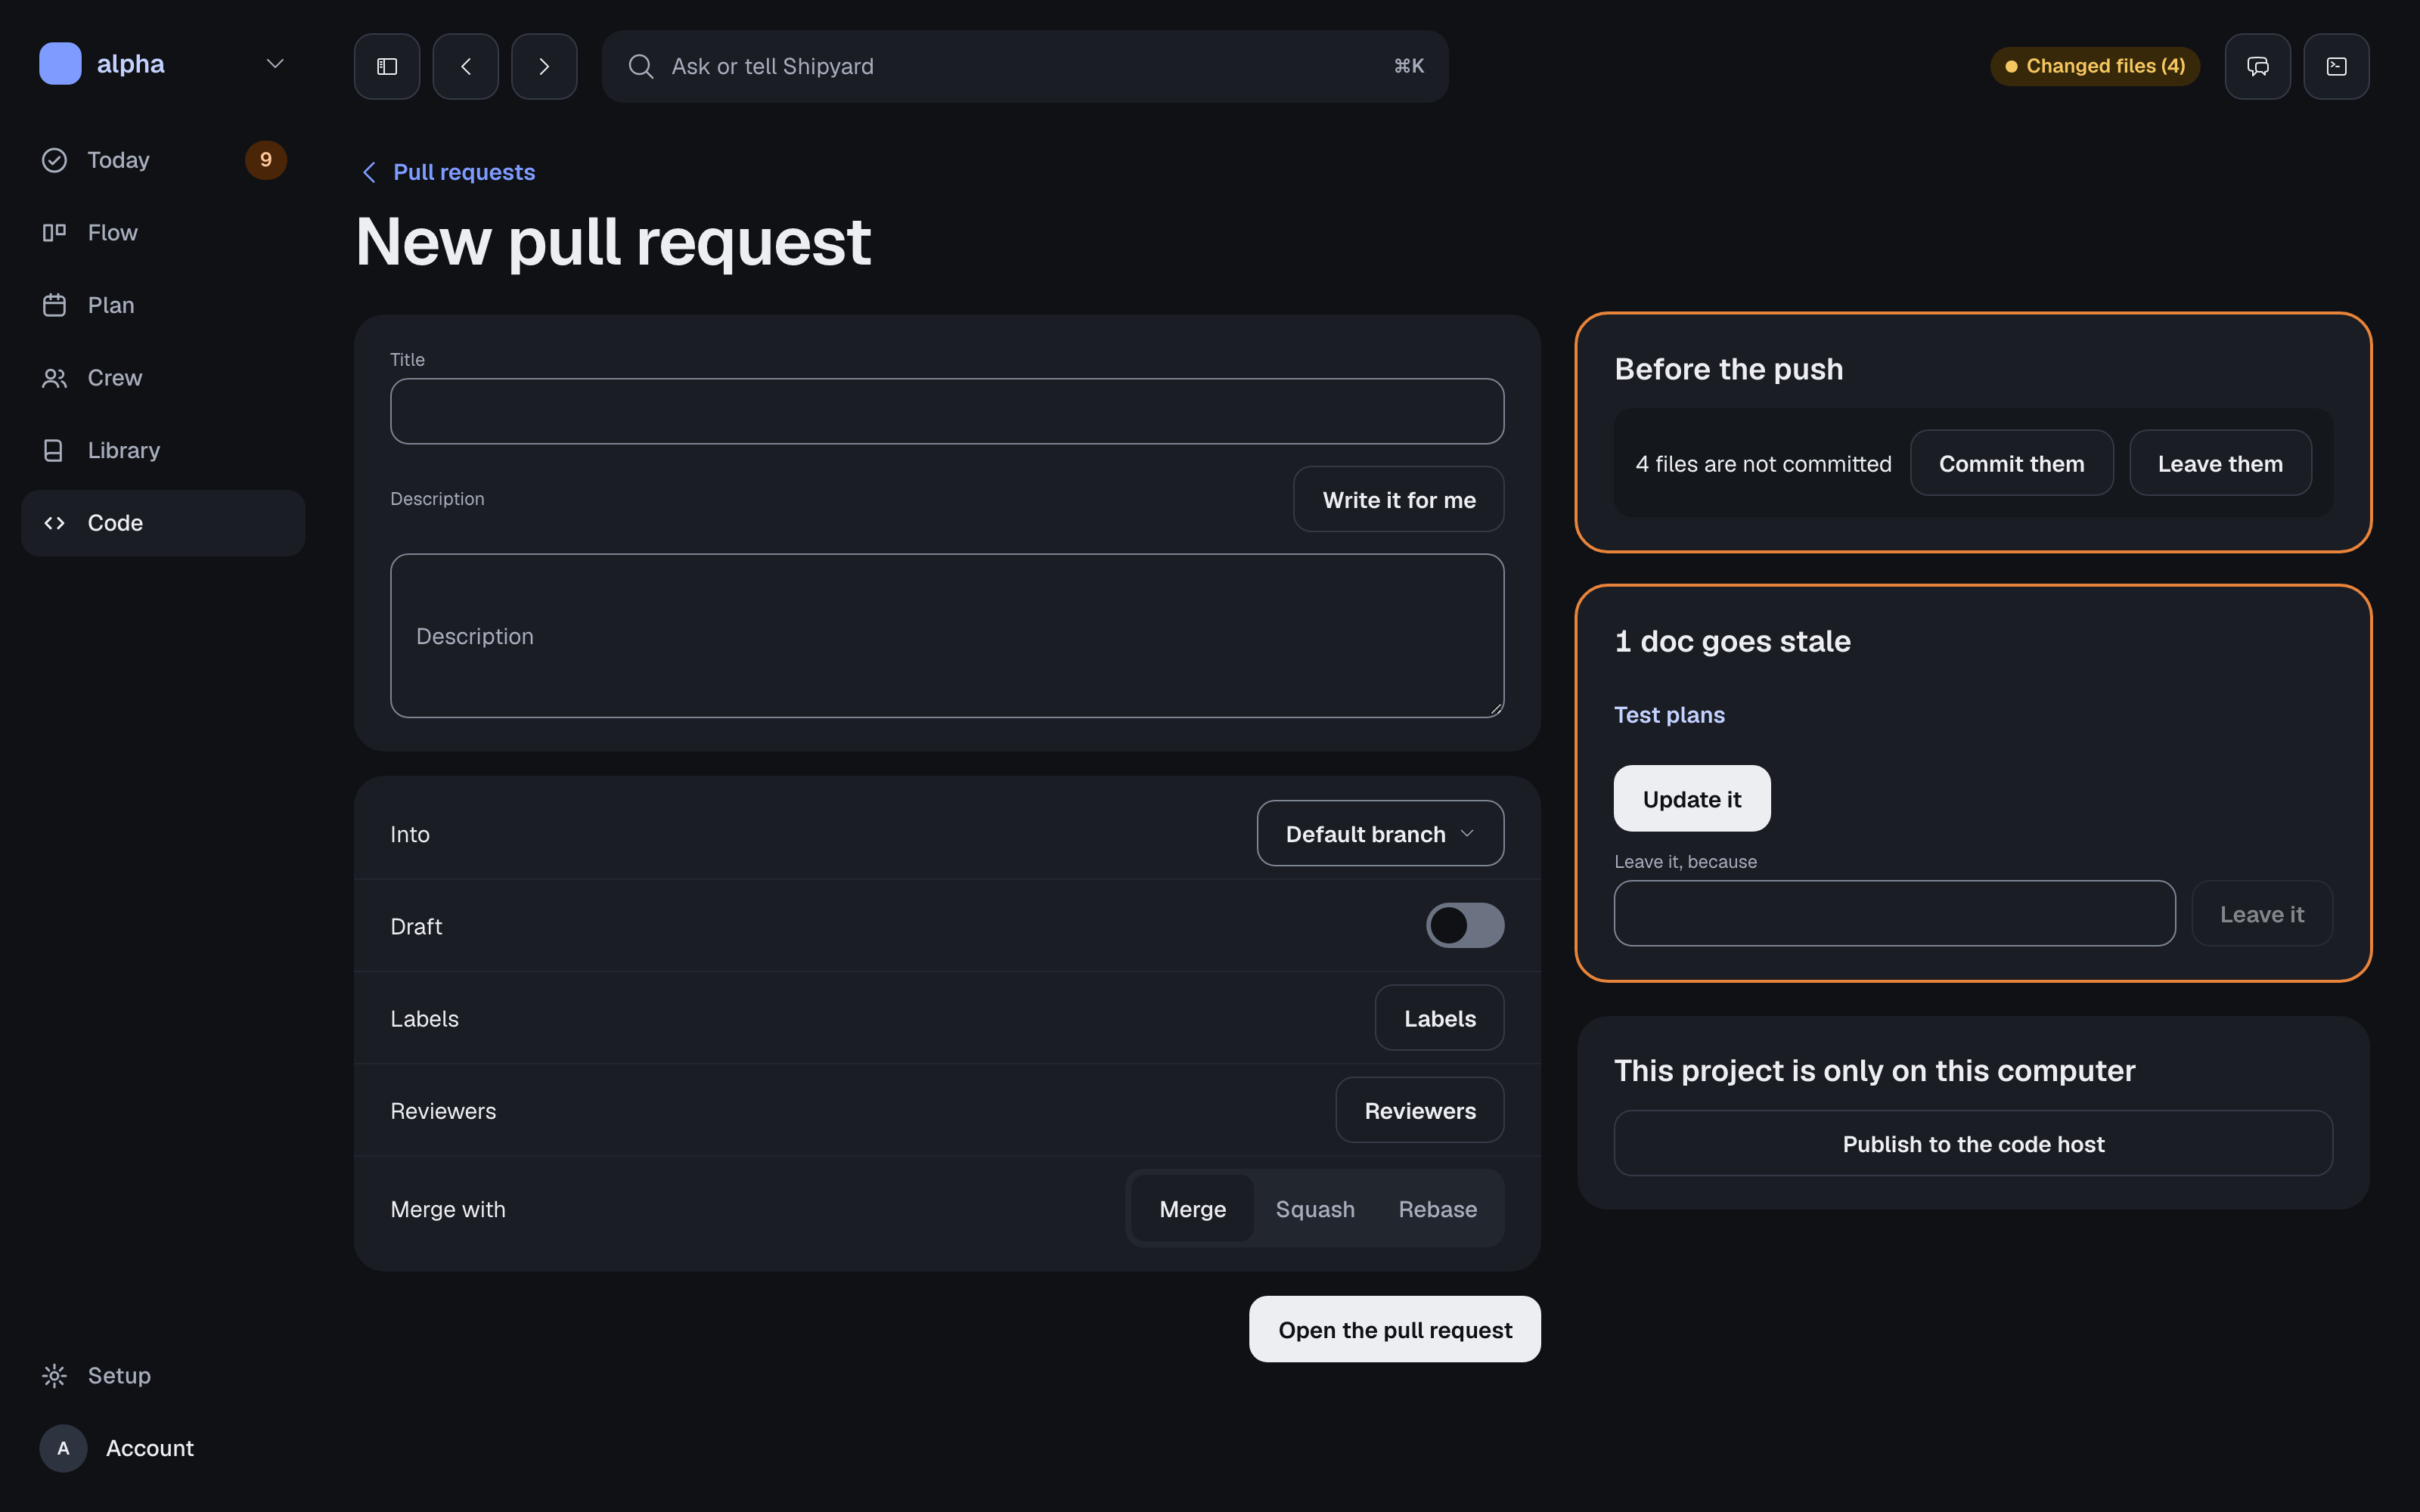 alpha
Ask or tell Shipyard
⌘K
Changed files (4)
Today
9
Flow
Plan
Crew
Library
Code
Setup
A
Account
Pull requests
New pull request
Title
Description
Write it for me
Description
Into
Default branch
Draft
Labels
Labels
Reviewers
Reviewers
Merge with
Merge
Squash
Rebase
Open the pull request
Before the push
4 files are not committed
Commit them
Leave them
1 doc goes stale
Test plans
Update it
Leave it, because
Leave it
This project is only on this computer
Publish to the code host